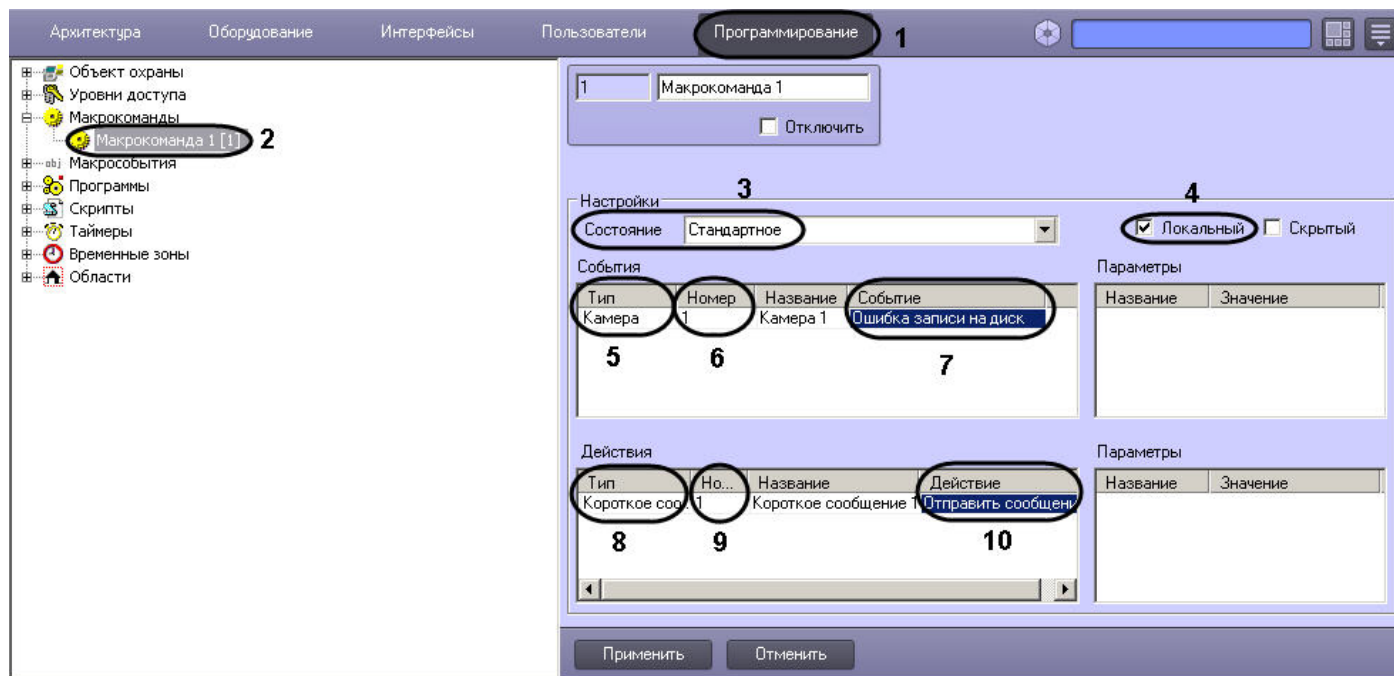 Архитектура Оборудование Интерфейсы Пользователи Программирование 1
Объект охраны
Уровни доступа
Макрокоманды
Макрокоманда 1 [1] 2
obj Макрособытия
Программы
Скрипты
Таймеры
Временные зоны
Области
1 Макрокоманда 1
Отключить
Настройки 3 4
Состояние Стандартное Локальный Скрытый
События Параметры
Тип Номер Название Событие Название Значение
Камера 1 Камера 1 Ошибка записи на диск
5 6 7
Действия Параметры
Тип Но... Название Действие Название Значение
Короткое соо... 1 Короткое сообщение 1 Отправить сообщени
8 9 10
Применить Отменить